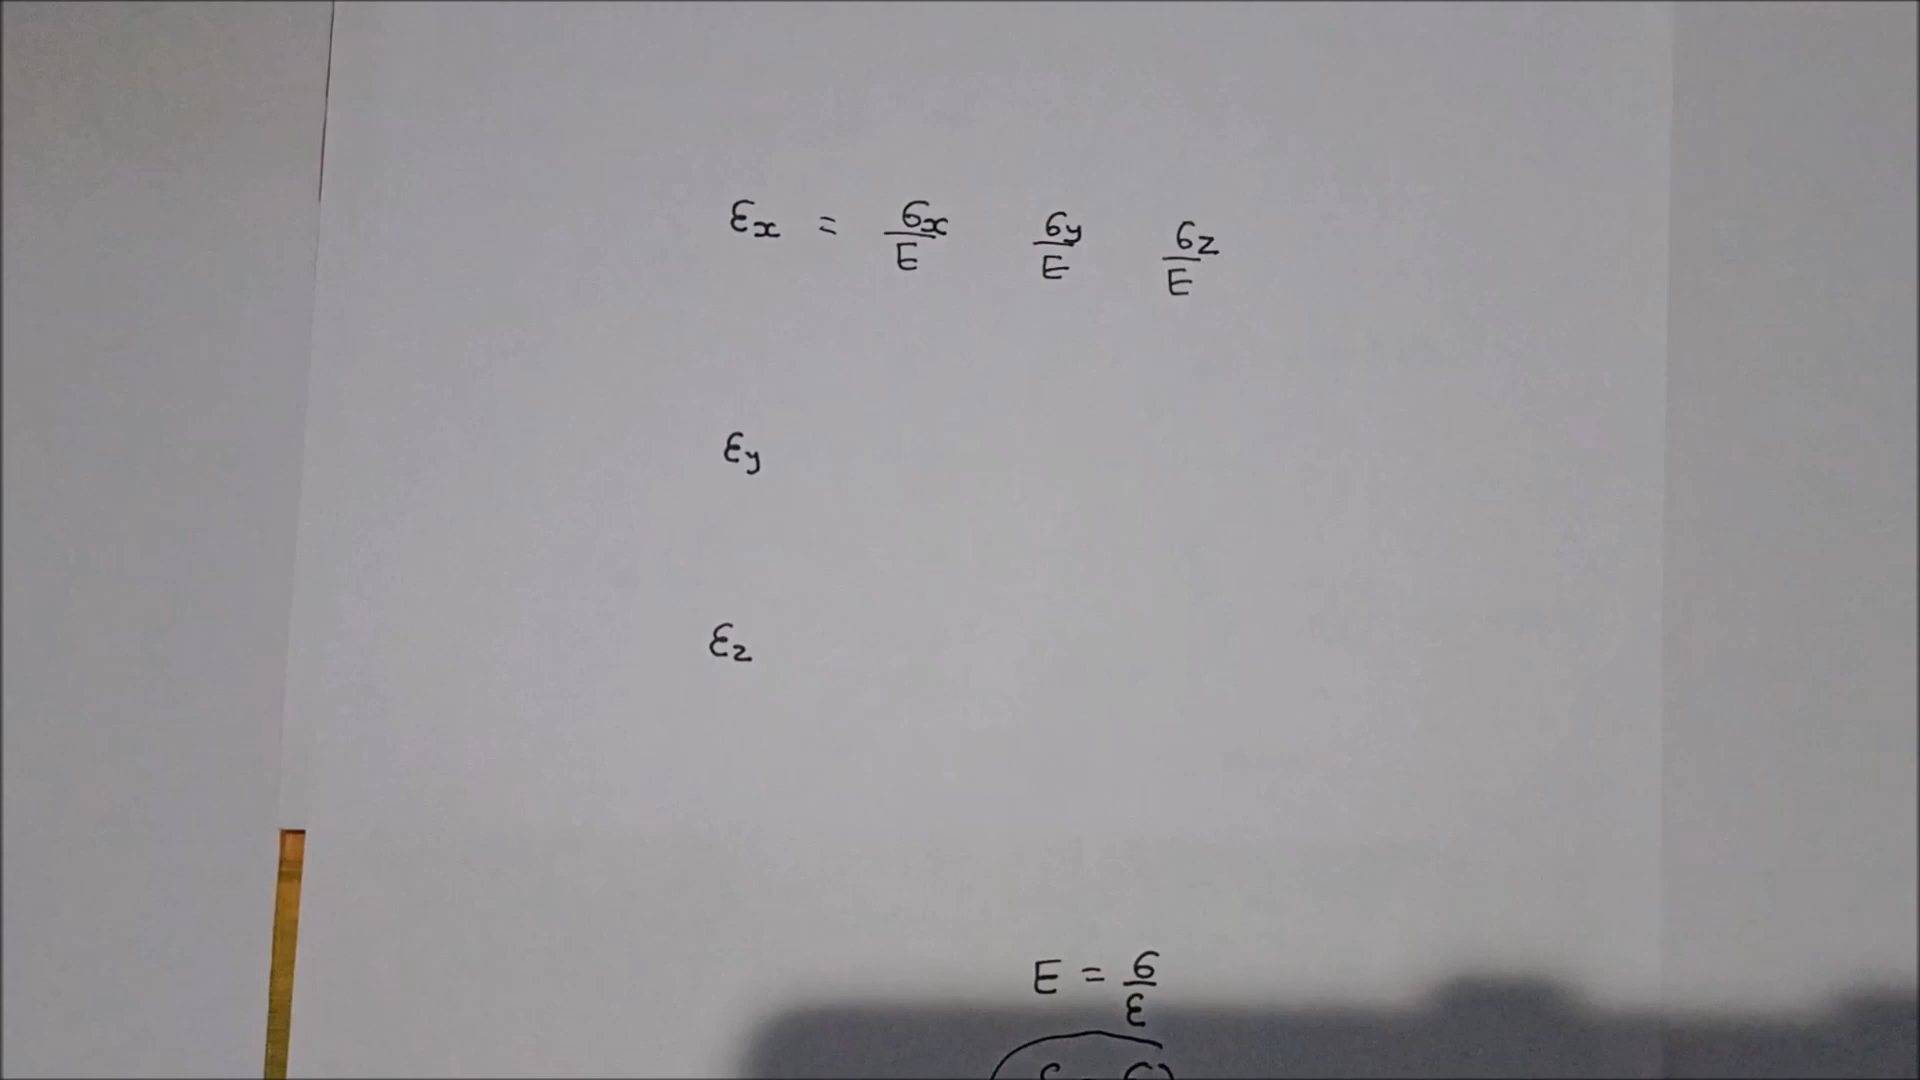 εx = σx/E σy/E σz/E
εy
εz
E = σ/ε